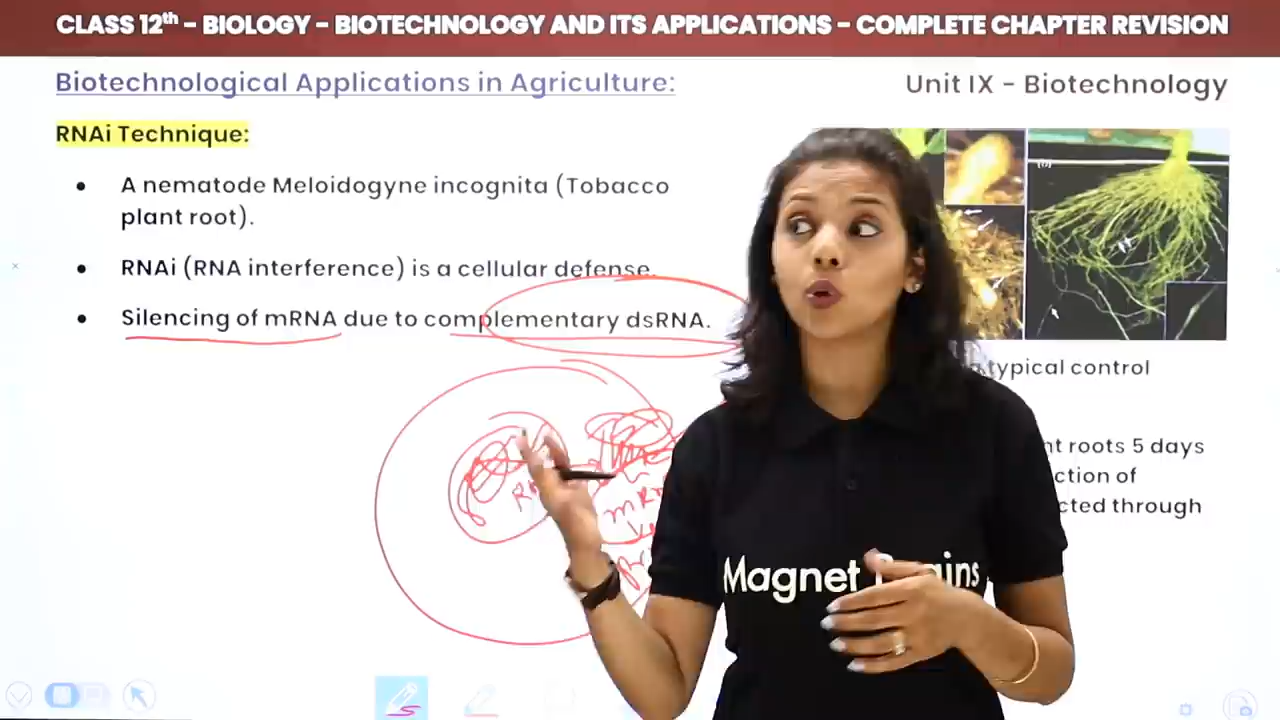 CLASS 12th – BIOLOGY – BIOTECHNOLOGY AND ITS APPLICATIONS – COMPLETE CHAPTER REVISION
Biotechnological Applications in Agriculture:
Unit IX – Biotechnology
RNAi Technique:
• A nematode Meloidogyne incognita (Tobacco
plant root).
• RNAi (RNA interference) is a cellular defense.
• Silencing of mRNA due to complementary dsRNA.
typical control
nt roots 5 days
ction of
cted through
Magnet